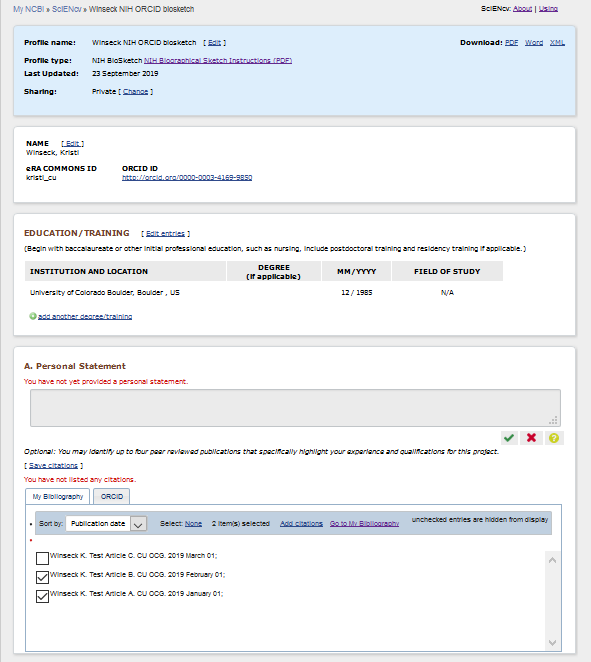 My NCBI » SciENcv » Winseck NIH ORCID biosketch
SciENcv: About | Using
Profile name: Winseck NIH ORCID biosketch [ Edit ]
Download: PDF Word XML
Profile type: NIH BioSketch NIH Biographical Sketch Instructions (PDF)
Last Updated: 23 September 2019
Sharing: Private [ Change ]
NAME [ Edit ]
Winseck, Kristi
eRA COMMONS ID ORCID iD
kristi_cu http://orcid.org/0000-0003-4169-9850
EDUCATION/TRAINING [ Edit entries ]
(Begin with baccalaureate or other initial professional education, such as nursing, include postdoctoral training and residency training if applicable.)
INSTITUTION AND LOCATION DEGREE (if applicable) MM/YYYY FIELD OF STUDY
University of Colorado Boulder, Boulder , US 12 / 1985 N/A
add another degree/training
A. Personal Statement
You have not yet provided a personal statement.
Optional: You may identify up to four peer reviewed publications that specifically highlight your experience and qualifications for this project.
[ Save citations ]
You have not listed any citations.
My Bibliography ORCID
Sort by: Publication date Select: None 2 item(s) selected Add citations Go to My Bibliography unchecked entries are hidden from display
Winseck K. Test Article C. CU OCG. 2019 March 01;
Winseck K. Test Article B. CU OCG. 2019 February 01;
Winseck K. Test Article A. CU OCG. 2019 January 01;